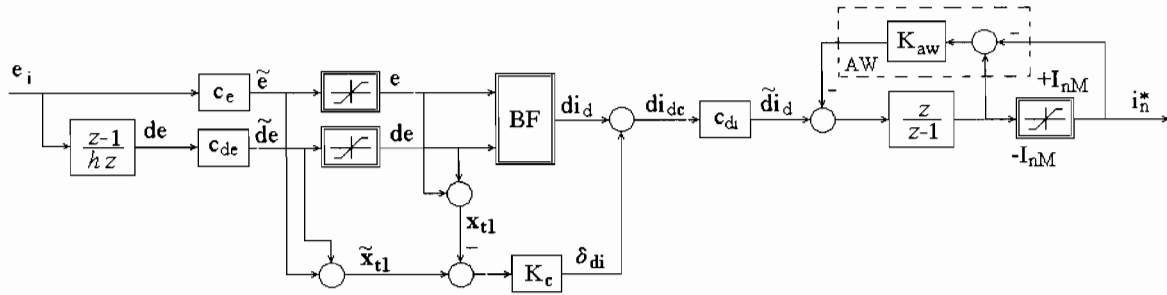 e_i
c_e
ẽ
e
z-1
h z
de
c_de
d̃e
de
BF
di_d
di_dc
c_di
d̃i_d
AW
K_aw
−
−
−
z
z-1
+I_nM
-I_nM
i_n*
x_t1
−
x̃_t1
K_c
δ_di